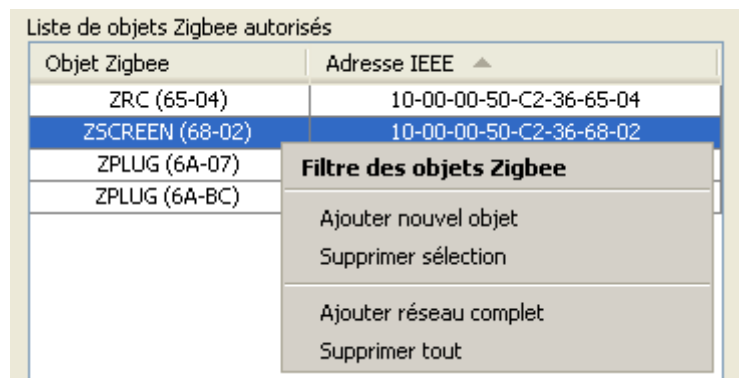 Liste de objets Zigbee autorisés
Objet Zigbee Adresse IEEE
ZRC (65-04) 10-00-00-50-C2-36-65-04
ZSCREEN (68-02) 10-00-00-50-C2-36-68-02
ZPLUG (6A-07)
ZPLUG (6A-BC)
Filtre des objets Zigbee
Ajouter nouvel objet
Supprimer sélection
Ajouter réseau complet
Supprimer tout